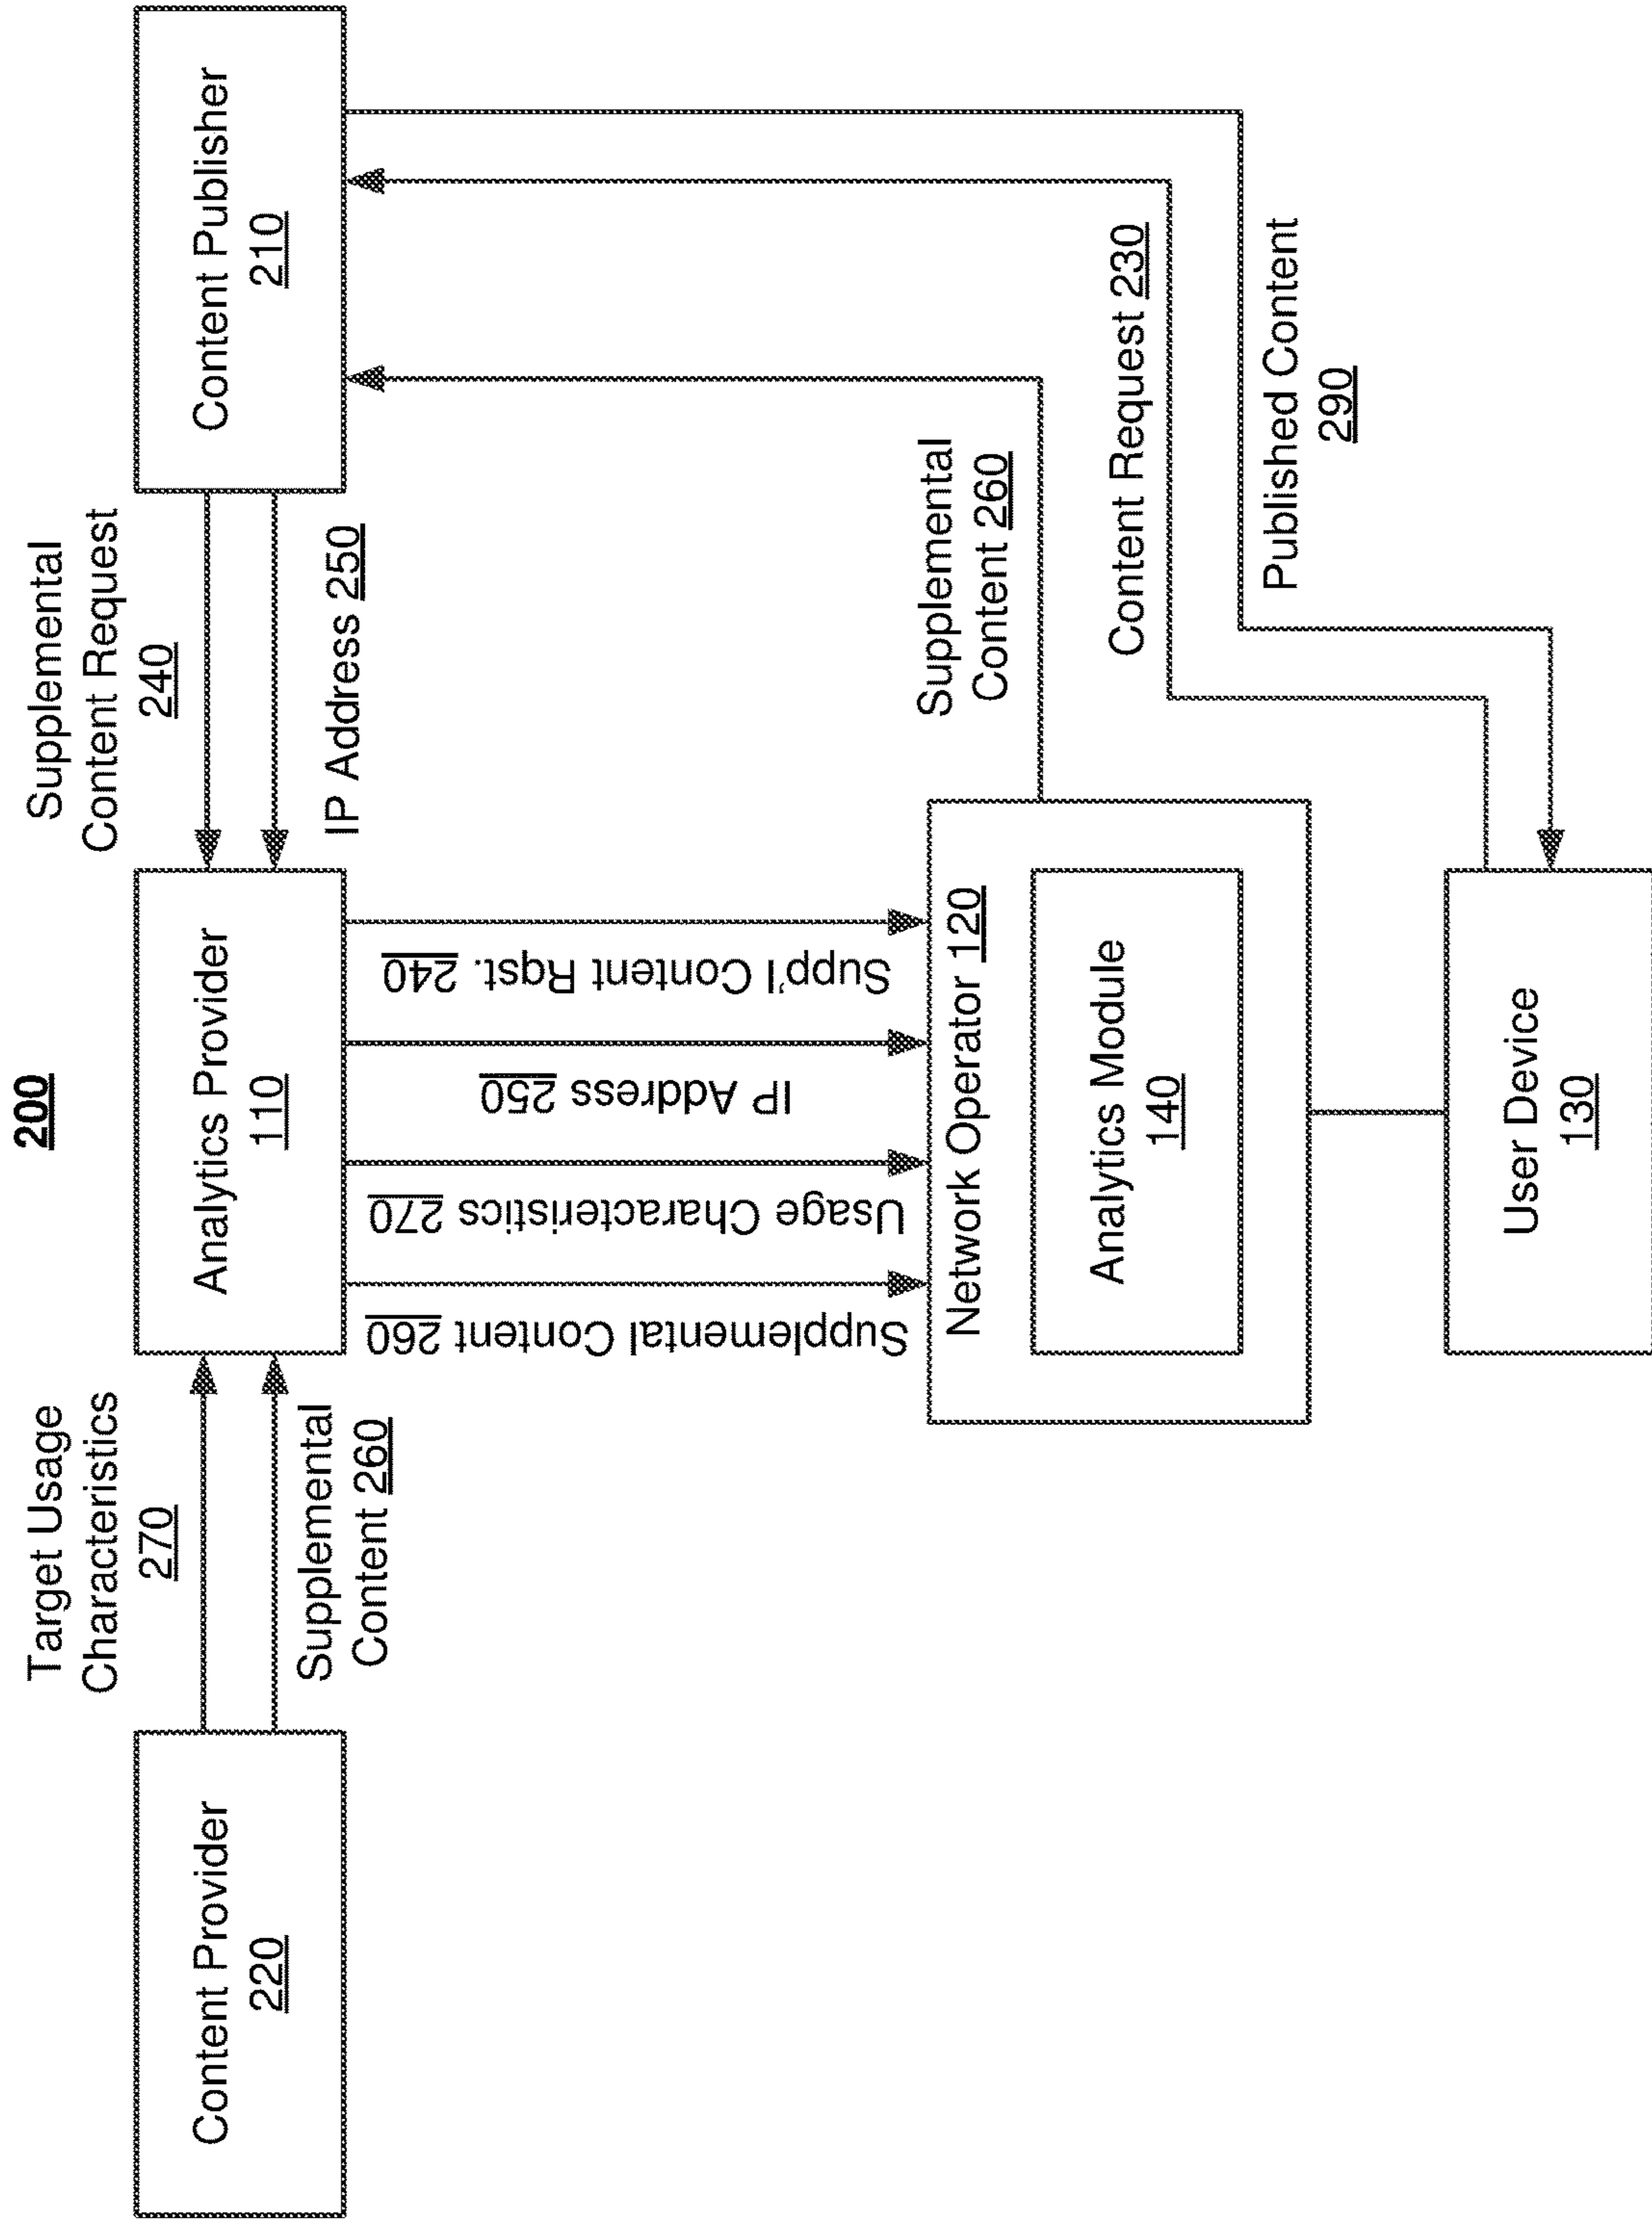 200
Content Provider
220
Target Usage
Characteristics
270
Supplemental
Content 260
Analytics Provider
110
Supplemental
Content Request
240
IP Address 250
Content Publisher
210
Supplemental Content 260
Usage Characteristics 270
IP Address 250
Supp'l Content Rqst. 240
Network Operator 120
Analytics Module
140
Supplemental
Content 260
Content Request 230
Published Content
290
User Device
130